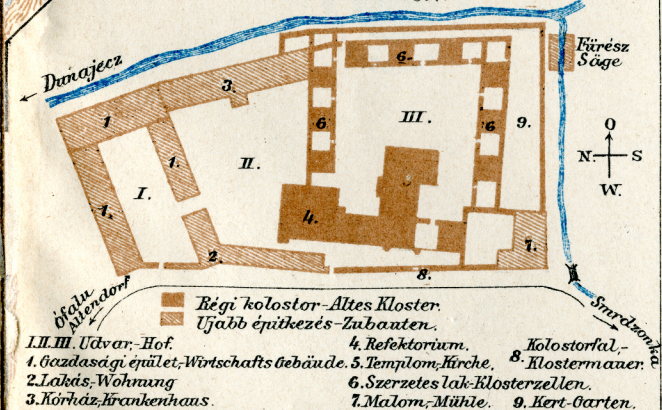 Dunajecz
Fürész
Säge
6.
3.
1
III.
6
6
9.
O
N.
S
W.
1.
II.
I.
5
1.
4.
2.
7.
8.
Ófalu
Altendorf
Smrdzonka
Régi kolostor-Altes Kloster.
Ujabb épitkezés-Zubauten.
I.II.III. Udvar,-Hof.
1. Gazdasági épület,-Wirtschafts Gebäude.
2. Lakás,-Wohnung
3. Kórház,-Krankenhaus.
4. Refektorium.
5. Templom,-Kirche,
6. Szerzetes lak-Klosterzellen.
7. Malom,-Mühle.
8. Kolostorfal,-
Klostermauer.
9. Kert-Garten.